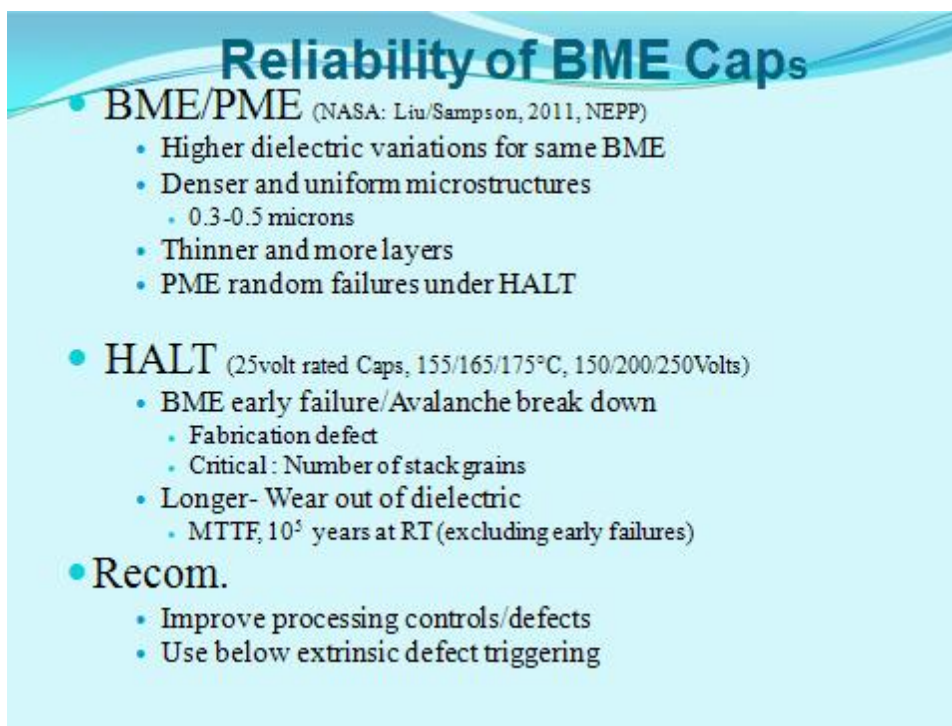 Reliability of BME Caps
• BME/PME (NASA: Liu/Sampson, 2011, NEPP)
• Higher dielectric variations for same BME
• Denser and uniform microstructures
• 0.3-0.5 microns
• Thinner and more layers
• PME random failures under HALT
• HALT (25volt rated Caps, 155/165/175°C, 150/200/250Volts)
• BME early failure/Avalanche break down
• Fabrication defect
• Critical : Number of stack grains
• Longer- Wear out of dielectric
• MTTF, 10⁵ years at RT (excluding early failures)
• Recom.
• Improve processing controls/defects
• Use below extrinsic defect triggering